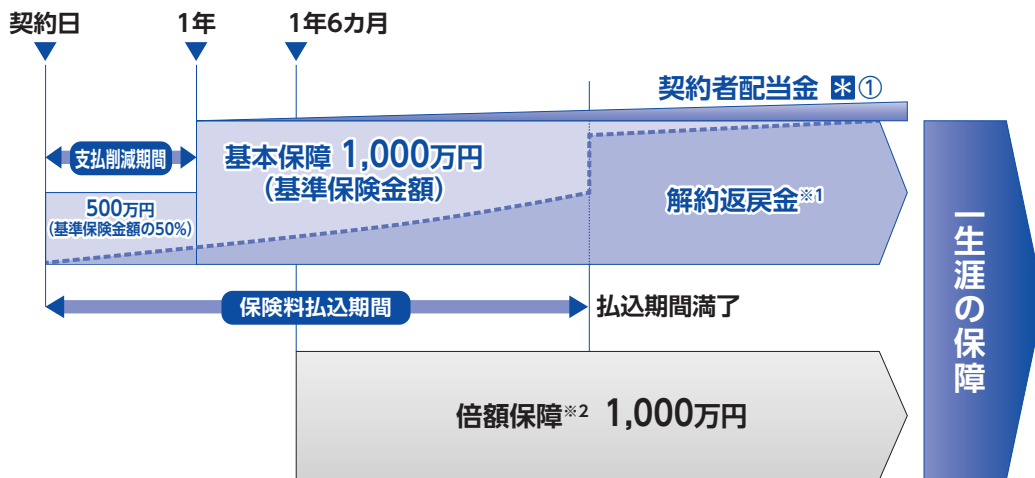 契約日
1年
1年6カ月
契約者配当金 *①
支払削減期間
基本保障 1,000万円
(基準保険金額)
500万円
(基準保険金額の50%)
解約返戻金※1
保険料払込期間
払込期間満了
一生涯の保障
倍額保障※2 1,000万円